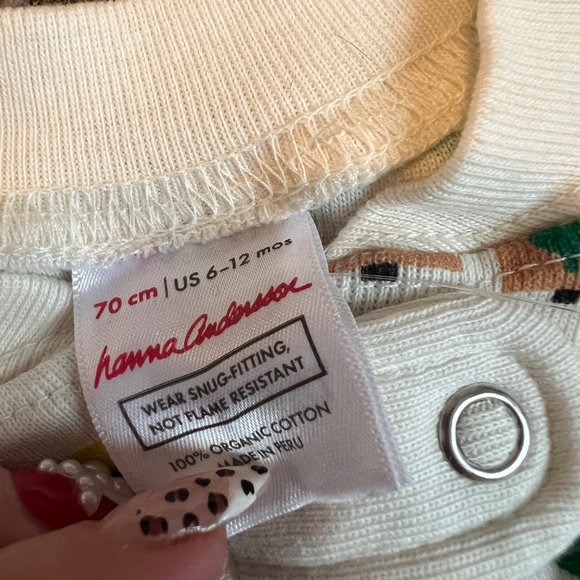 70 cm | US 6-12 mos
hanna andersson
WEAR SNUG-FITTING,
NOT FLAME RESISTANT
100% ORGANIC COTTON
MADE IN PERU